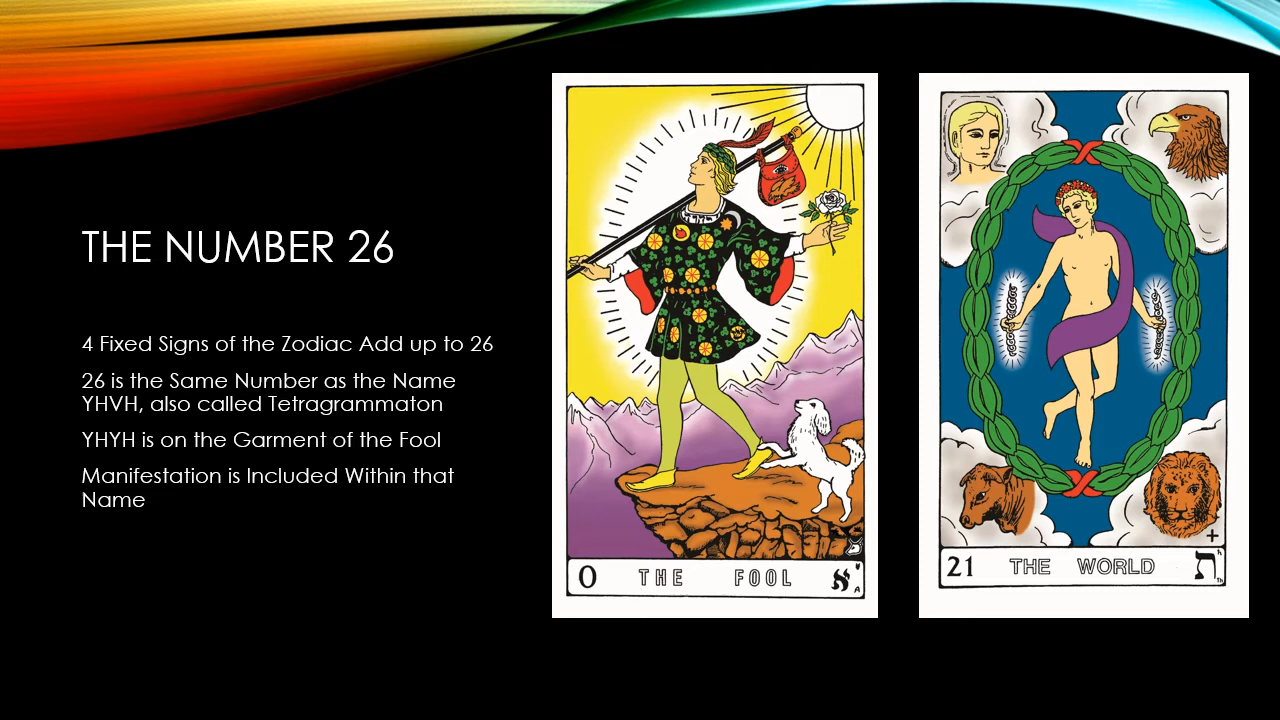 THE NUMBER 26
4 Fixed Signs of the Zodiac Add up to 26
26 is the Same Number as the Name
YHVH, also called Tetragrammaton
YHYH is on the Garment of the Fool
Manifestation is Included Within that
Name
0 THE FOOL א
A
21 THE WORLD ת
Th